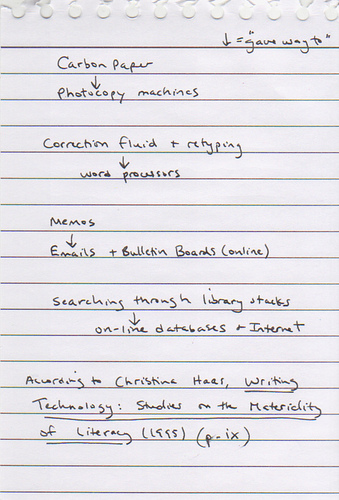 ↓ = "gave way to"
Carbon Paper
↓
Photocopy machines
Correction fluid + retyping
↓
word processors
Memos
↓
Emails + Bulletin Boards (online)
Searching through library stacks
↓
on-line databases + Internet
According to Christina Haas, Writing
Technology: Studies on the Materiality
of Literacy (1995) (p. ix)